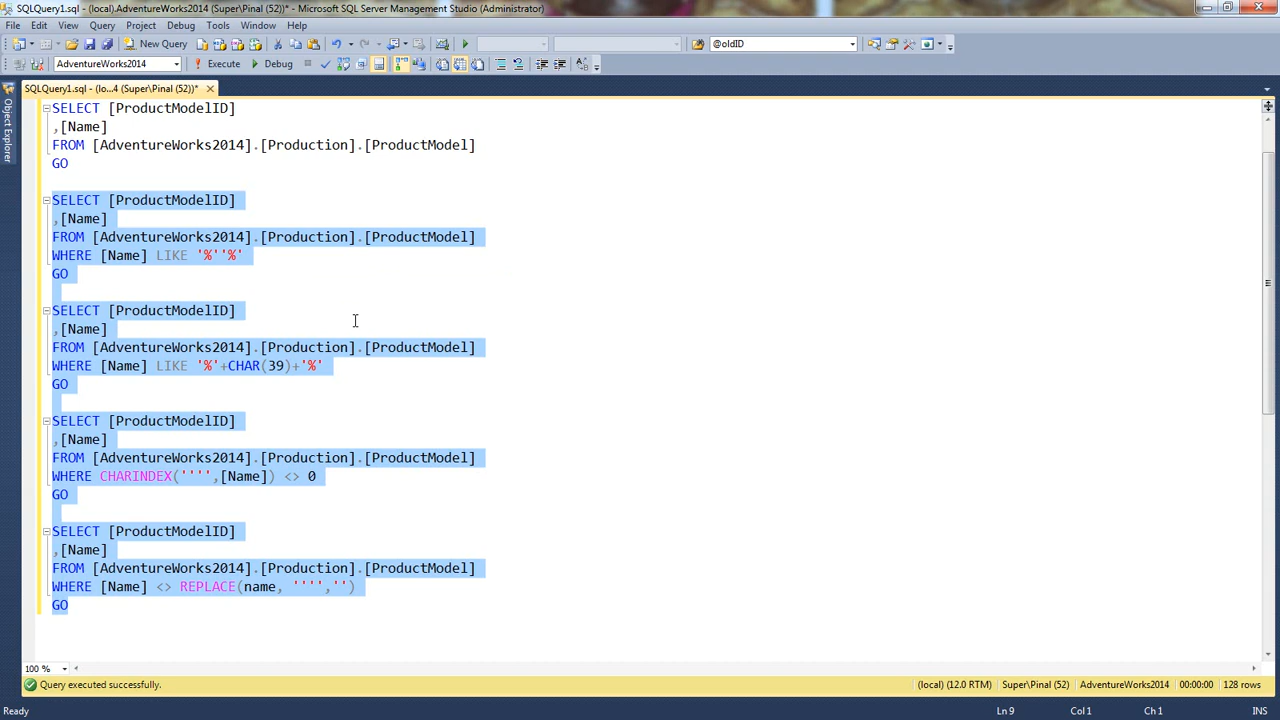 SQLQuery1.sql - (local).AdventureWorks2014 (Super\Pinal (52))* - Microsoft SQL Server Management Studio (Administrator)
File Edit View Query Project Debug Tools Window Help
New Query @oldID
AdventureWorks2014 Execute Debug
SQLQuery1.sql - (lo...4 (Super\Pinal (52))*
Object Explorer
SELECT [ProductModelID]
,[Name]
FROM [AdventureWorks2014].[Production].[ProductModel]
GO
SELECT [ProductModelID]
,[Name]
FROM [AdventureWorks2014].[Production].[ProductModel]
WHERE [Name] LIKE '%''%'
GO
SELECT [ProductModelID]
,[Name]
FROM [AdventureWorks2014].[Production].[ProductModel]
WHERE [Name] LIKE '%'+CHAR(39)+'%'
GO
SELECT [ProductModelID]
,[Name]
FROM [AdventureWorks2014].[Production].[ProductModel]
WHERE CHARINDEX('''',[Name]) <> 0
GO
SELECT [ProductModelID]
,[Name]
FROM [AdventureWorks2014].[Production].[ProductModel]
WHERE [Name] <> REPLACE(name, '''','')
GO
100 %
Query executed successfully. (local) (12.0 RTM) Super\Pinal (52) AdventureWorks2014 00:00:00 128 rows
Ready Ln 9 Col 1 Ch 1 INS